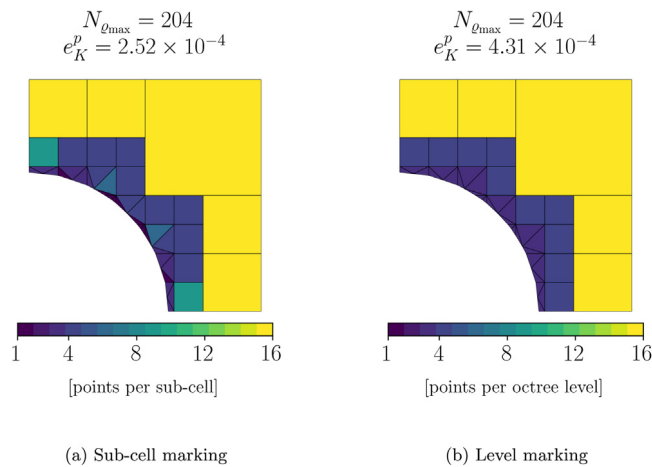 N_{ϱmax} = 204
e^p_K = 2.52 × 10^{−4}
1 4 8 12 16
[points per sub-cell]
(a) Sub-cell marking
N_{ϱmax} = 204
e^p_K = 4.31 × 10^{−4}
1 4 8 12 16
[points per octree level]
(b) Level marking